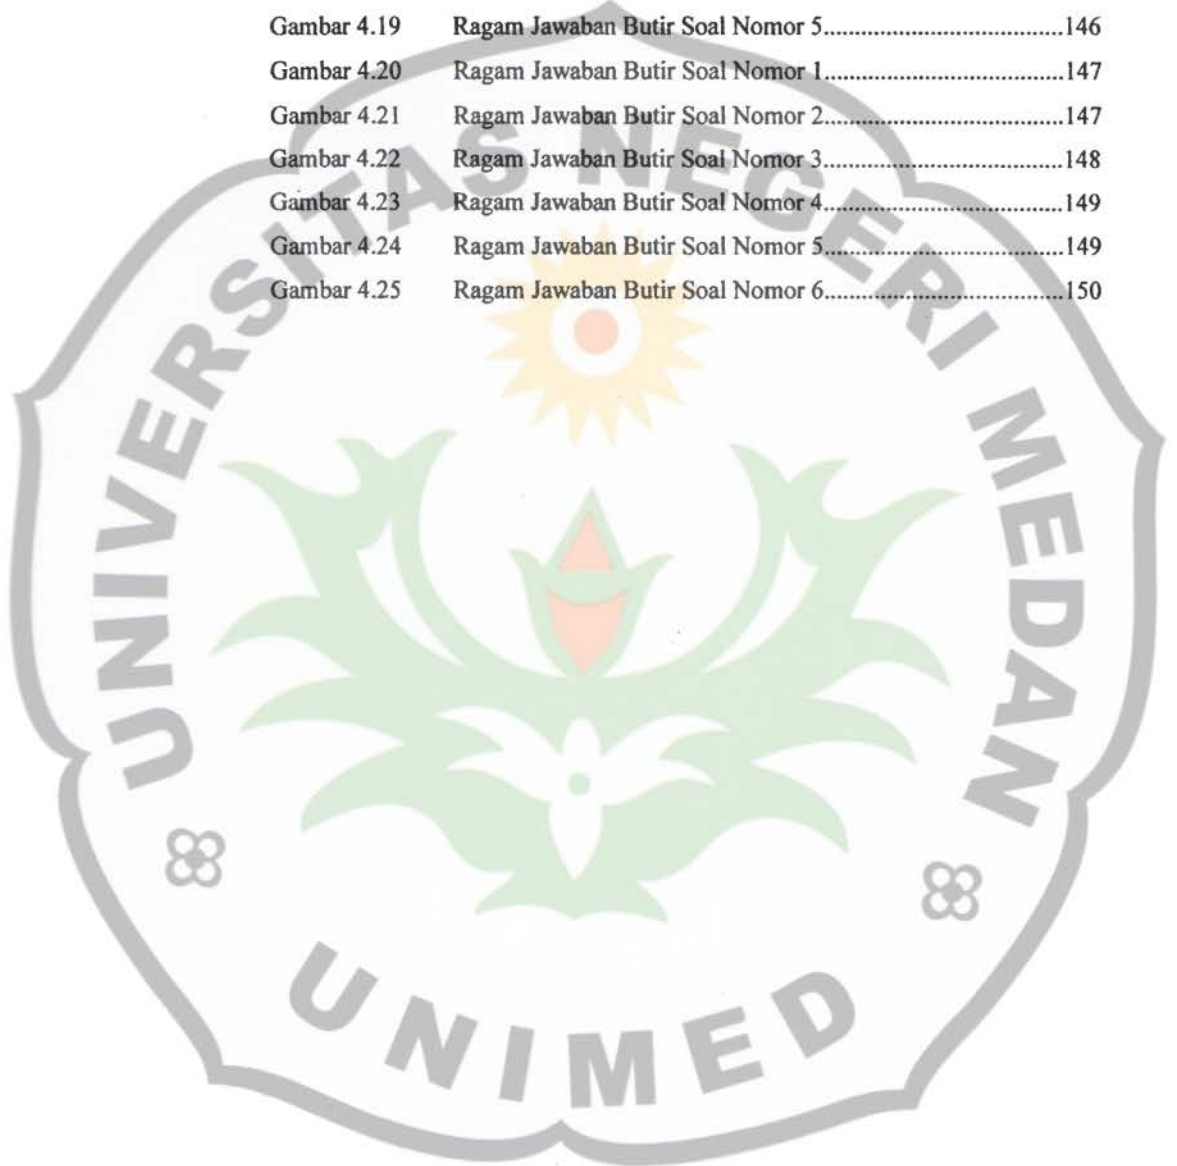 Gambar 4.19 Ragam Jawaban Butir Soal Nomor 5..................................146
Gambar 4.20 Ragam Jawaban Butir Soal Nomor 1..................................147
Gambar 4.21 Ragam Jawaban Butir Soal Nomor 2..................................147
Gambar 4.22 Ragam Jawaban Butir Soal Nomor 3..................................148
Gambar 4.23 Ragam Jawaban Butir Soal Nomor 4..................................149
Gambar 4.24 Ragam Jawaban Butir Soal Nomor 5..................................149
Gambar 4.25 Ragam Jawaban Butir Soal Nomor 6..................................150
UNIVERSITAS NEGERI MEDAN
UNIMED